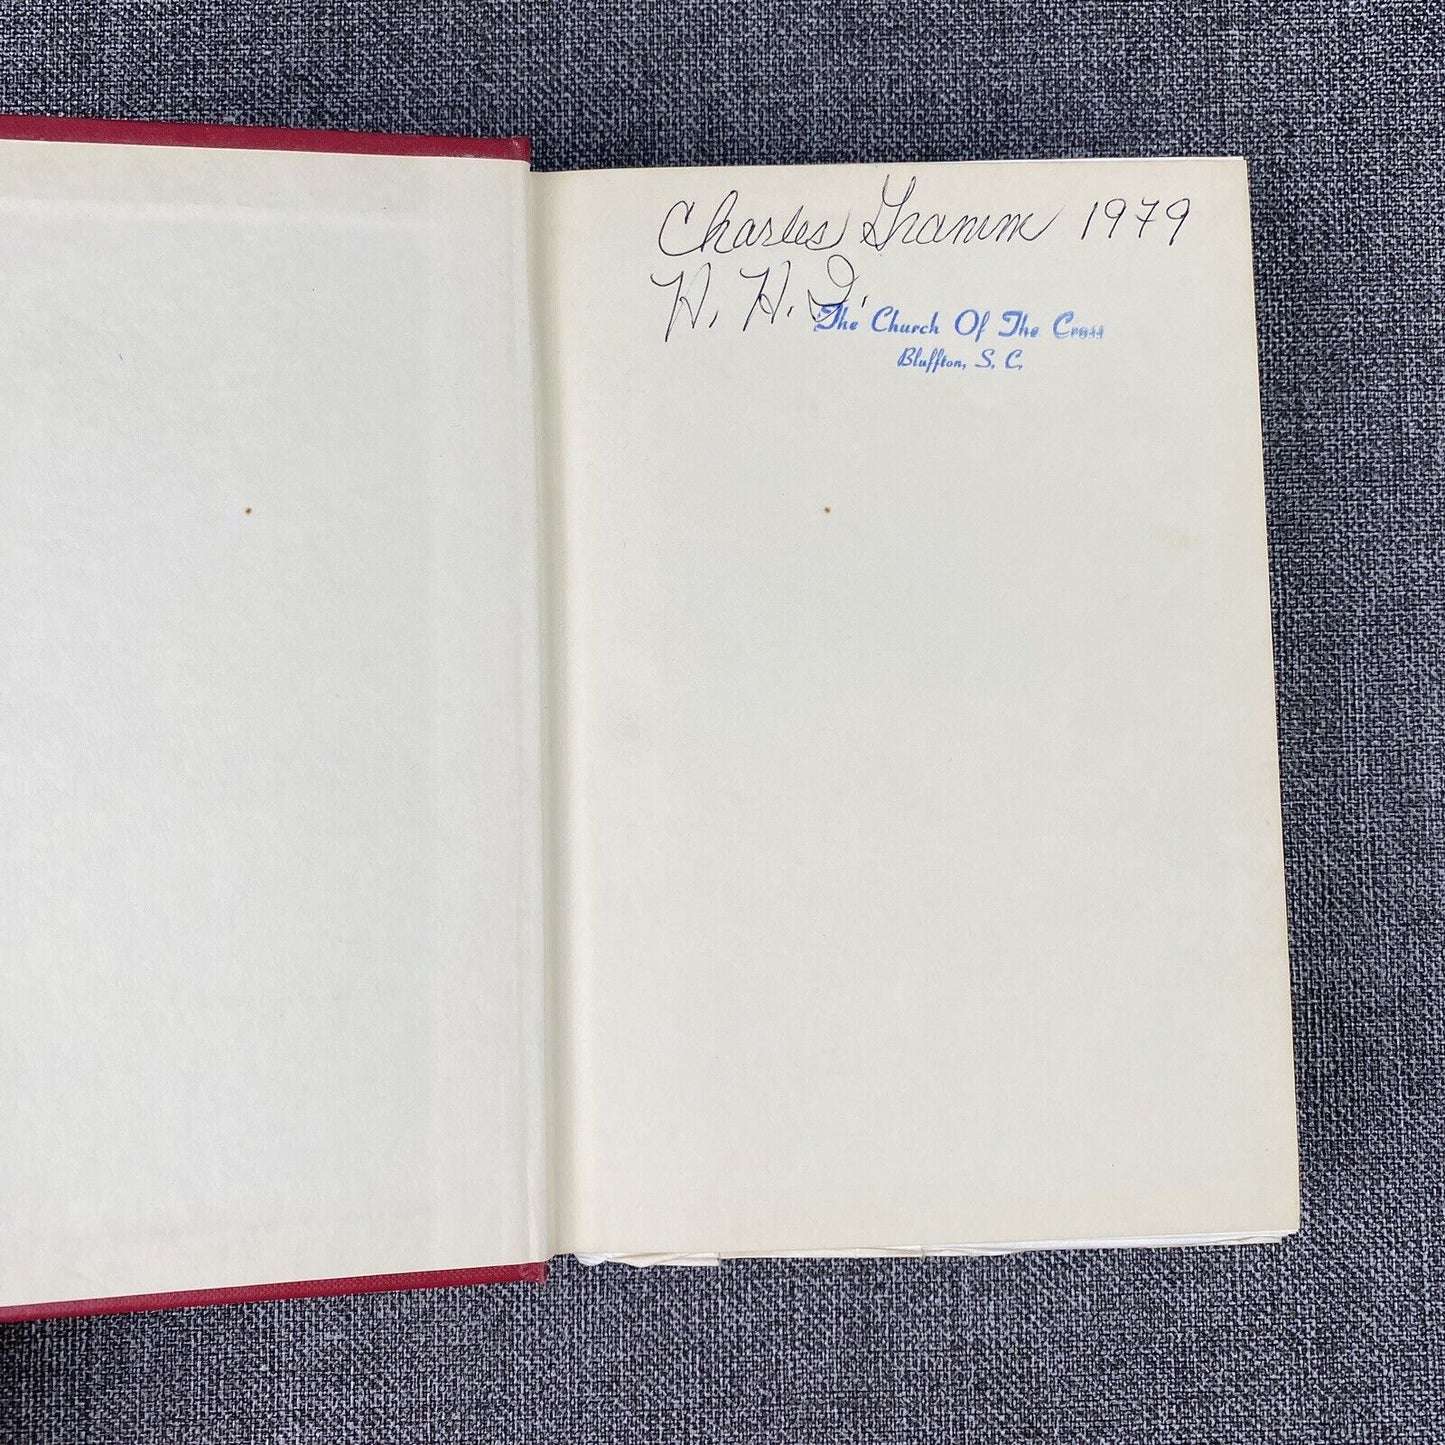 Charles Gramm 1979
H. H. I.
The Church Of The Cross
Bluffton, S. C.